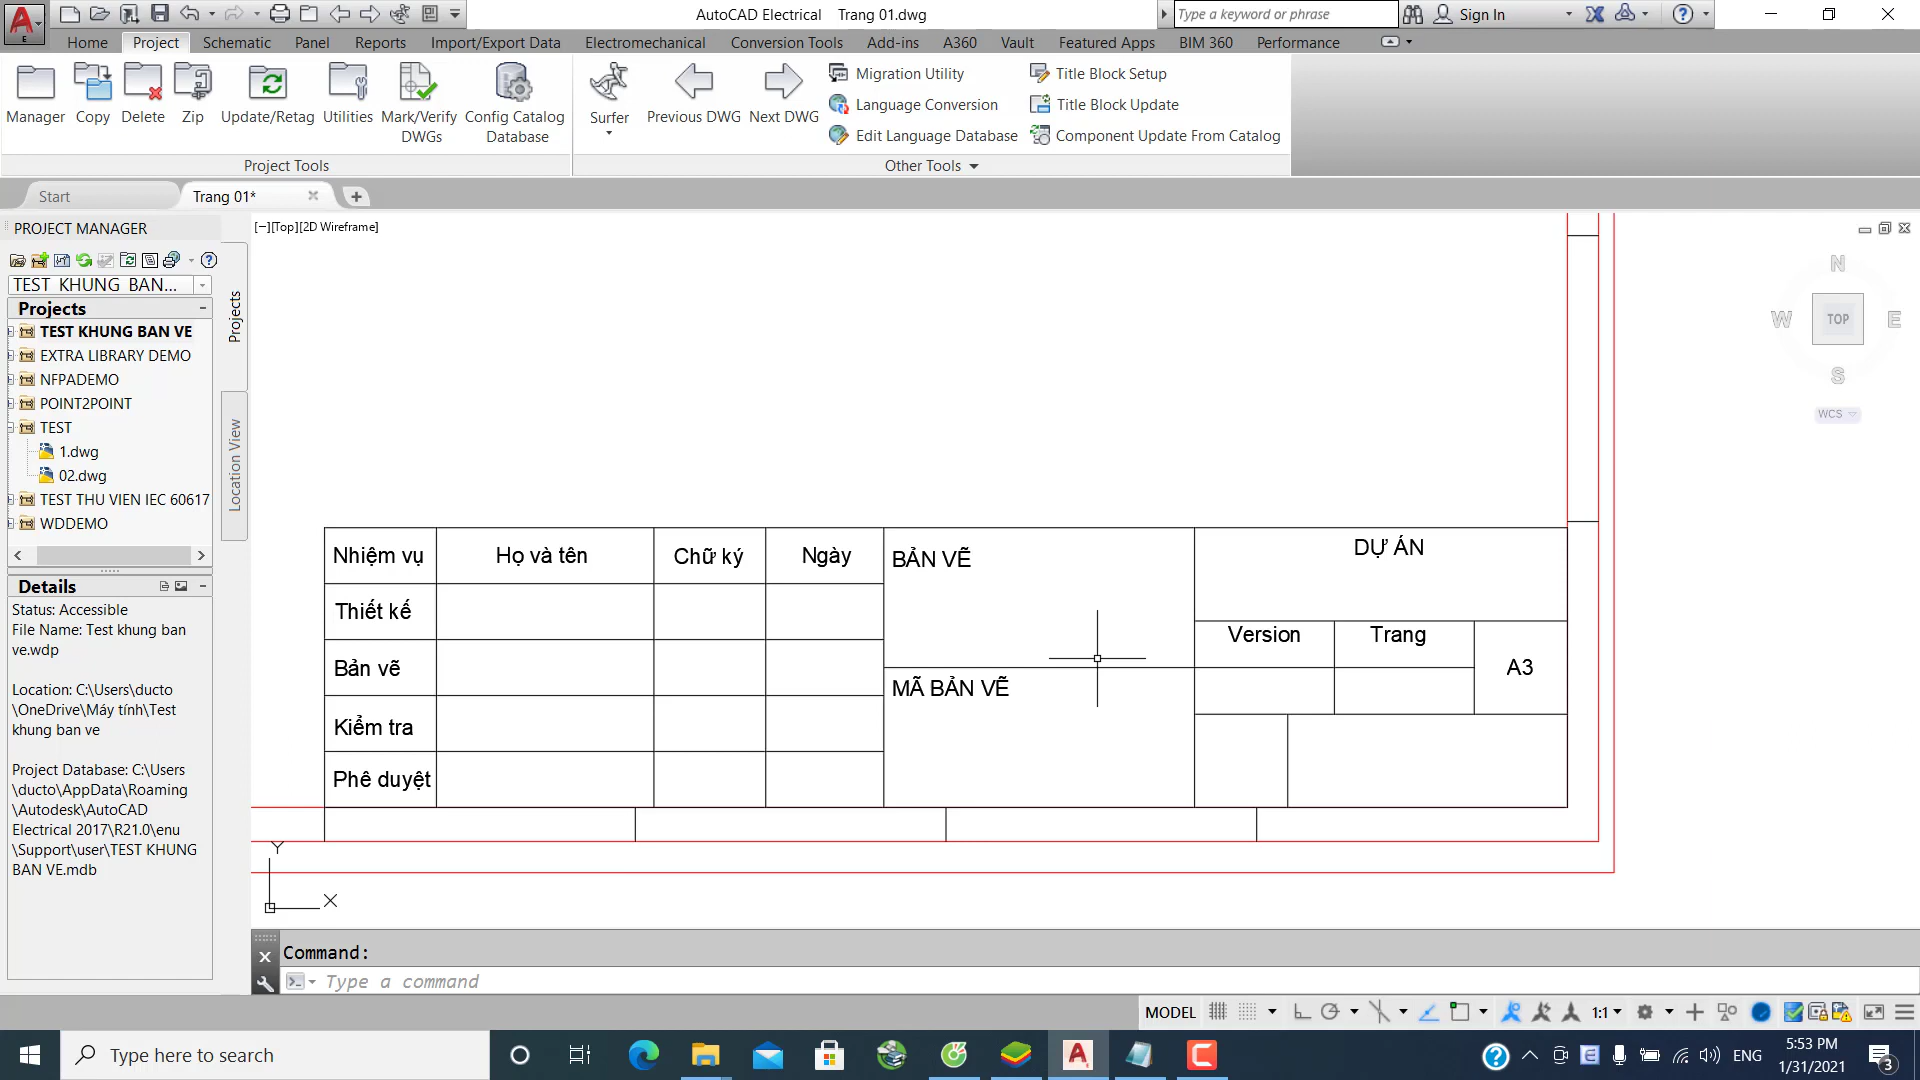 AutoCAD Electrical Trang 01.dwg
Type a keyword or phrase
Sign In
Home Project Schematic Panel Reports Import/Export Data Electromechanical Conversion Tools Add-ins A360 Vault Featured Apps BIM 360 Performance
Manager
Copy
Delete
Zip
Update/Retag
Utilities
Mark/Verify
DWGs
Config Catalog
Database
Surfer
Previous DWG
Next DWG
Migration Utility
Language Conversion
Edit Language Database
Title Block Setup
Title Block Update
Component Update From Catalog
Project Tools
Other Tools
Start
Trang 01*
[−][Top][2D Wireframe]
PROJECT MANAGER
TEST KHUNG BAN...
Projects
TEST KHUNG BAN VE
EXTRA LIBRARY DEMO
NFPADEMO
POINT2POINT
TEST
1.dwg
02.dwg
TEST THU VIEN IEC 60617
WDDEMO
Projects
Location View
Details
Status: Accessible
File Name: Test khung ban
ve.wdp
Location: C:\Users\ducto
\OneDrive\Máy tính\Test
khung ban ve
Project Database: C:\Users
\ducto\AppData\Roaming
\Autodesk\AutoCAD
Electrical 2017\R21.0\enu
\Support\user\TEST KHUNG
BAN VE.mdb
N
W TOP E
S
WCS
Nhiệm vụ Họ và tên Chữ ký Ngày
Thiết kế
Bản vẽ
Kiểm tra
Phê duyệt
BẢN VẼ
MÃ BẢN VẼ
DỰ ÁN
Version Trang
A3
Y
X
Command:
Type a command
MODEL
1:1
Type here to search
ENG
5:53 PM
1/31/2021
3